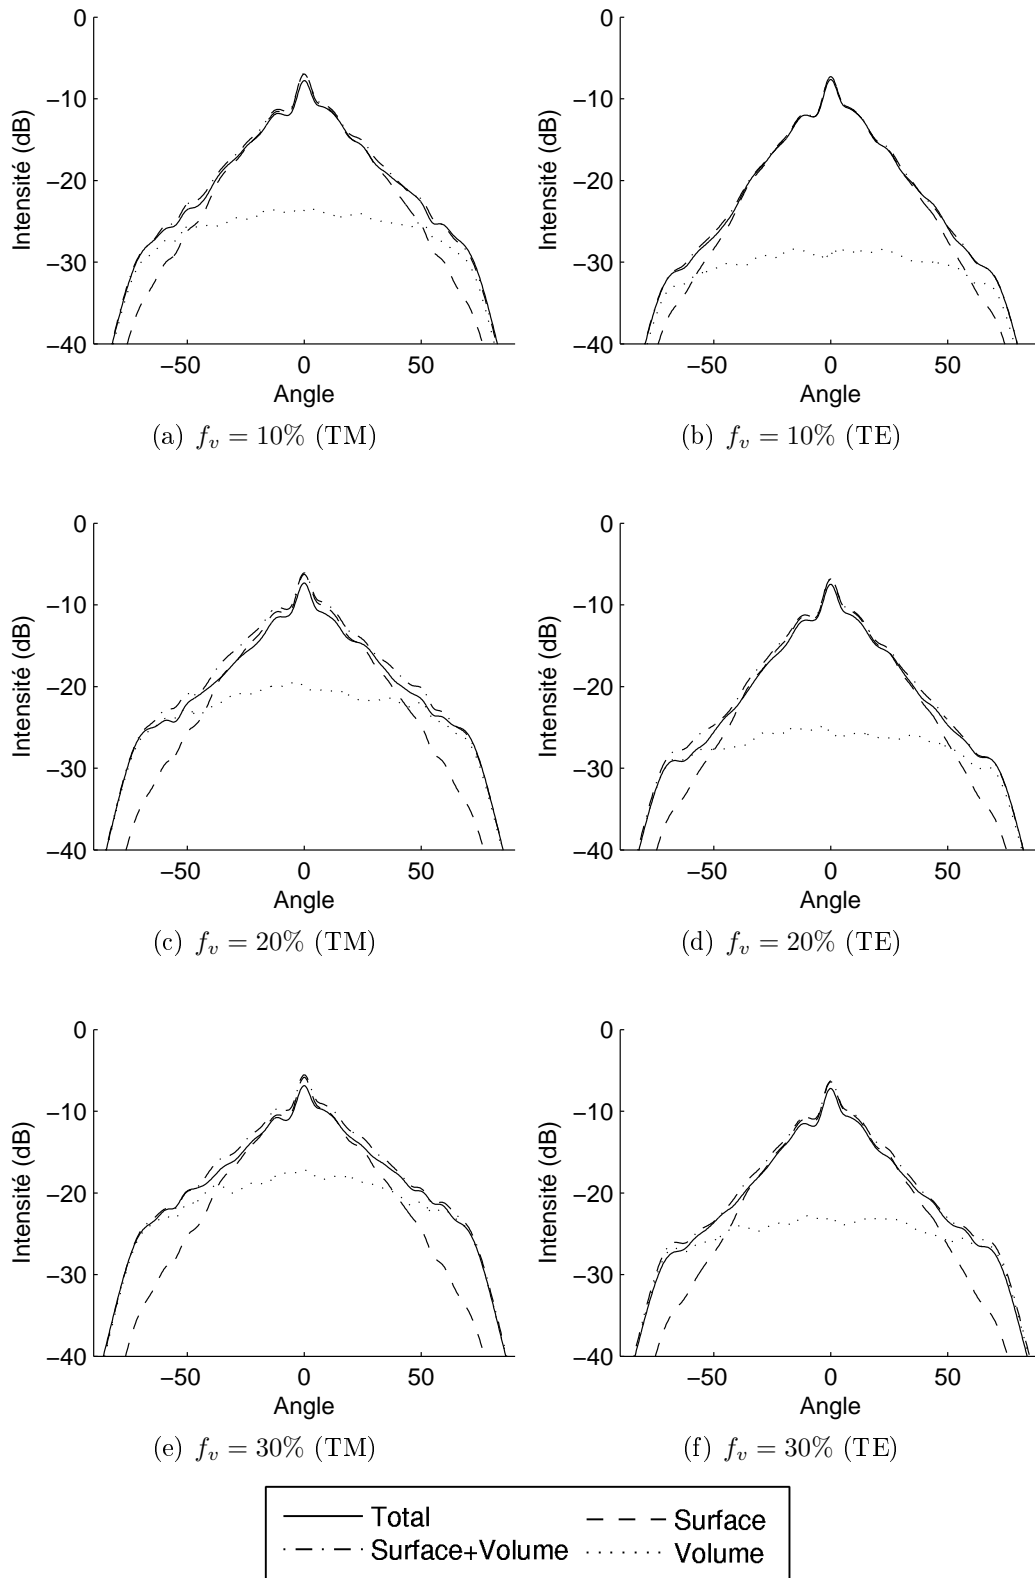 0
−10
−20
−30
−40
Intensité (dB)
−50 0 50
Angle
(a) f_v = 10% (TM)
0
−10
−20
−30
−40
Intensité (dB)
−50 0 50
Angle
(b) f_v = 10% (TE)
0
−10
−20
−30
−40
Intensité (dB)
−50 0 50
Angle
(c) f_v = 20% (TM)
0
−10
−20
−30
−40
Intensité (dB)
−50 0 50
Angle
(d) f_v = 20% (TE)
0
−10
−20
−30
−40
Intensité (dB)
−50 0 50
Angle
(e) f_v = 30% (TM)
0
−10
−20
−30
−40
Intensité (dB)
−50 0 50
Angle
(f) f_v = 30% (TE)
Total
Surface
Surface+Volume
Volume